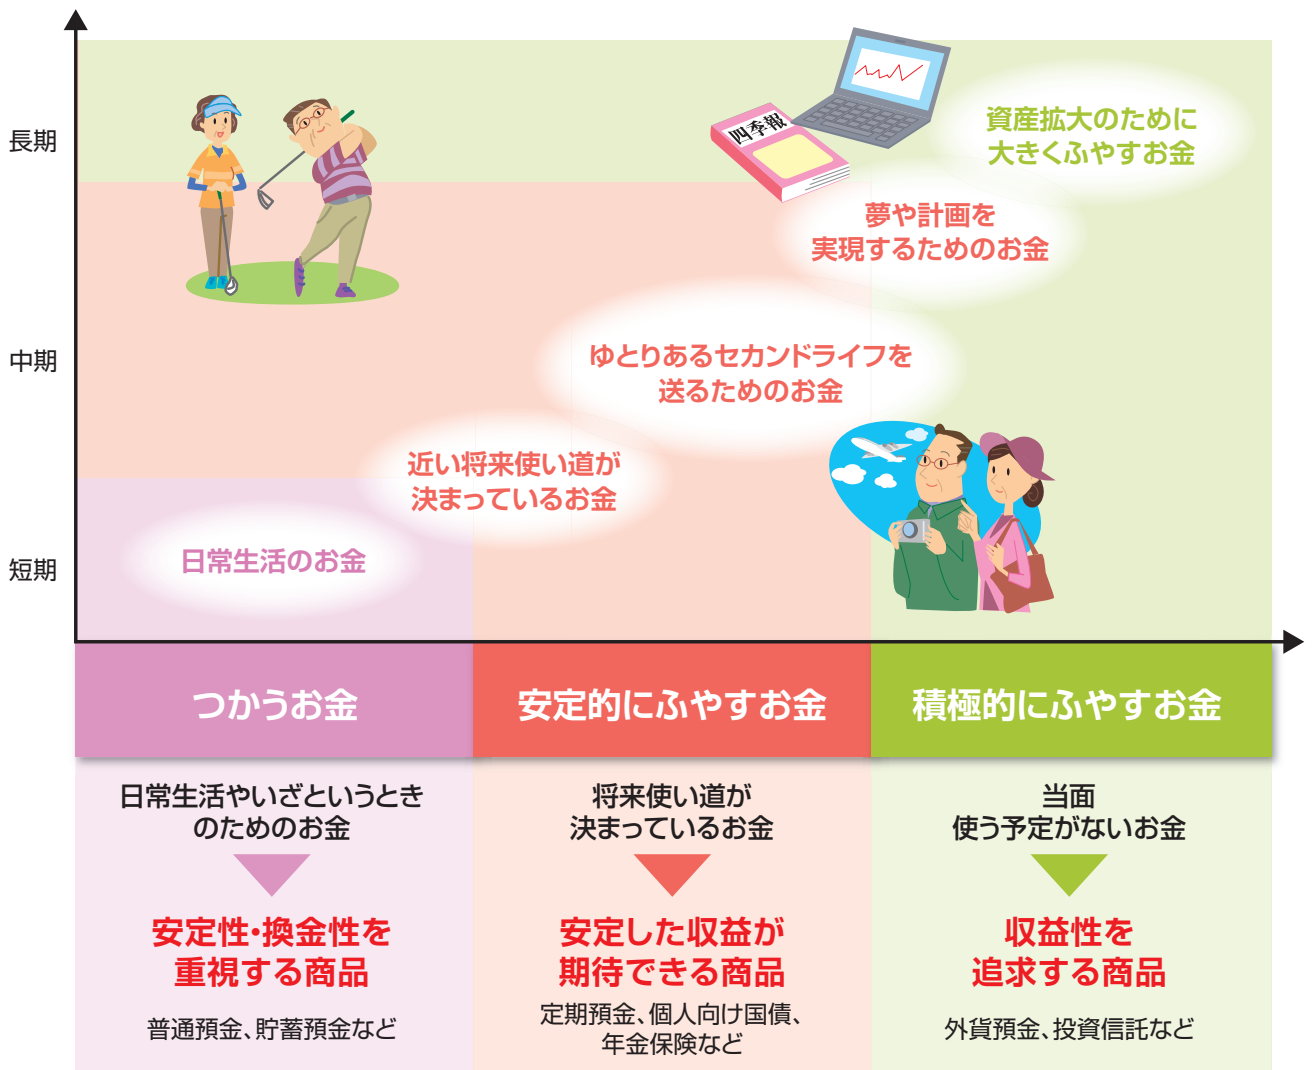 長期
中期
短期
四季報
資産拡大のために
大きくふやすお金
夢や計画を
実現するためのお金
ゆとりあるセカンドライフを
送るためのお金
近い将来使い道が
決まっているお金
日常生活のお金
つかうお金
安定的にふやすお金
積極的にふやすお金
日常生活やいざというとき
のためのお金
安定性・換金性を
重視する商品
普通預金、貯蓄預金など
将来使い道が
決まっているお金
安定した収益が
期待できる商品
定期預金、個人向け国債、
年金保険など
当面
使う予定がないお金
収益性を
追求する商品
外貨預金、投資信託など